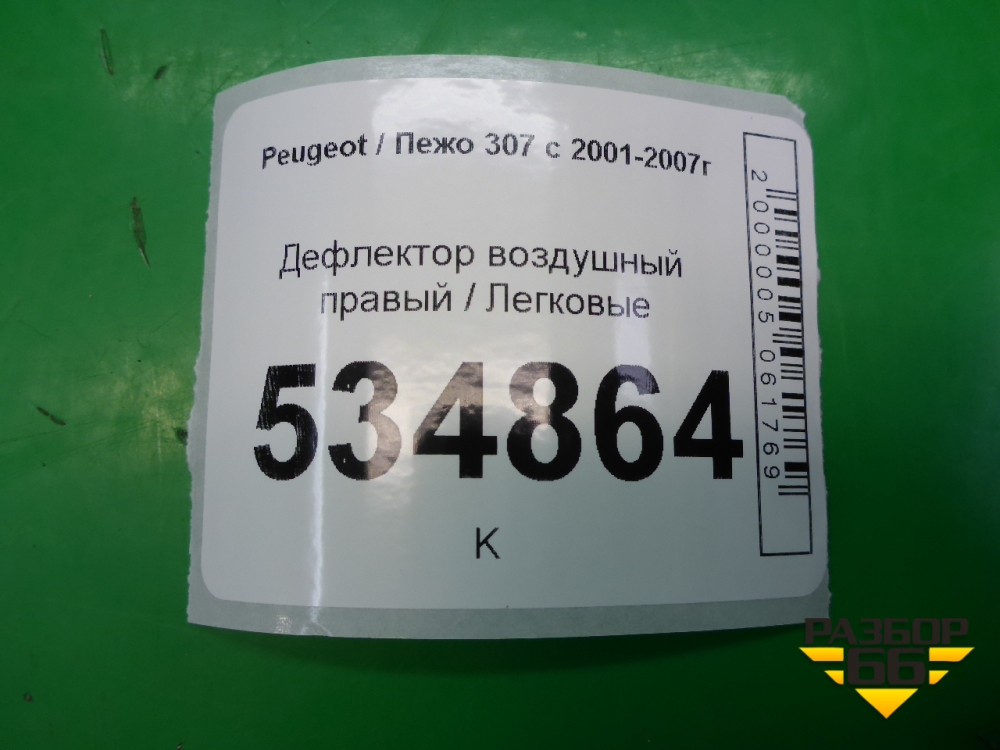 Peugeot / Пежо 307 с 2001-2007г
Дефлектор воздушный
правый / Легковые
534864
К
2000005061769
РАЗБОР
66